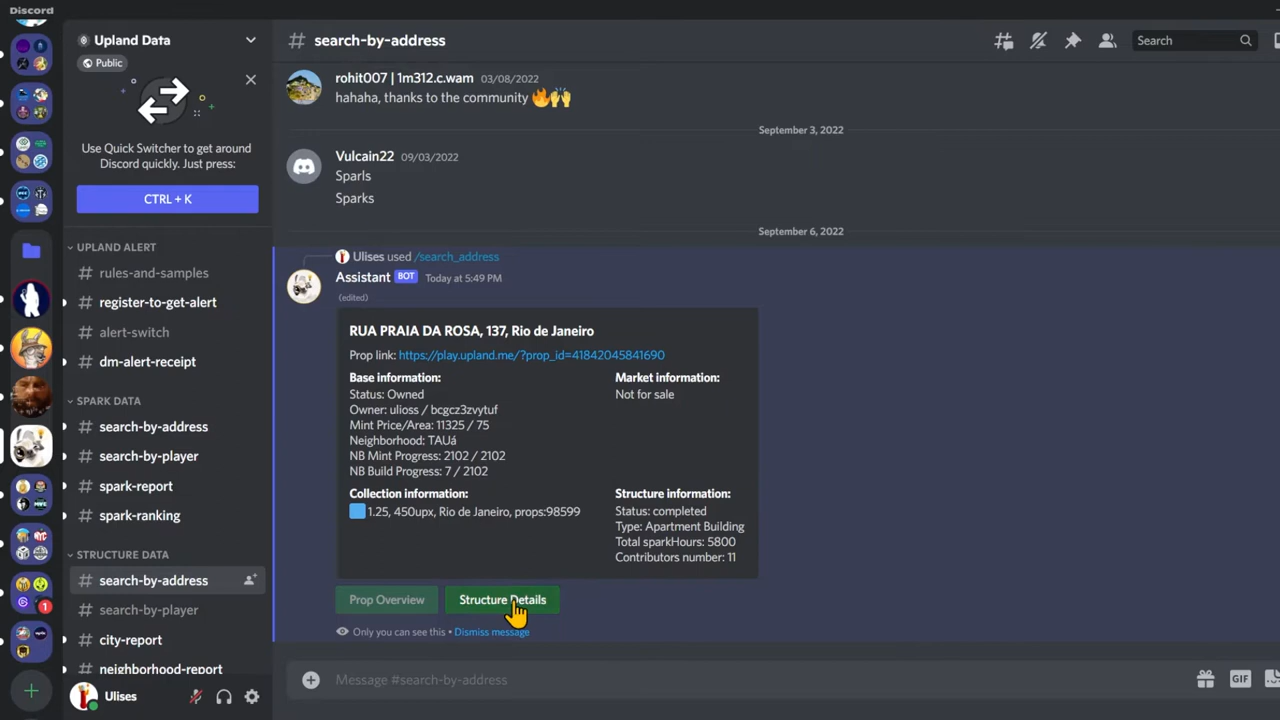 Discord
Upland Data
Public
Use Quick Switcher to get around
Discord quickly. Just press:
CTRL + K
UPLAND ALERT
# rules-and-samples
# register-to-get-alert
# alert-switch
# dm-alert-receipt
SPARK DATA
# search-by-address
# search-by-player
# spark-report
# spark-ranking
STRUCTURE DATA
# search-by-address
# search-by-player
# city-report
# neighborhood-report
1
Ulises
# search-by-address
Search
rohit007 | 1m312.c.wam 03/08/2022
hahaha, thanks to the community 🔥🙌
September 3, 2022
Vulcain22 09/03/2022
Sparls
Sparks
September 6, 2022
Ulises used /search_address
Assistant BOT Today at 5:49 PM
(edited)
RUA PRAIA DA ROSA, 137, Rio de Janeiro
Prop link: https://play.upland.me/?prop_id=41842045841690
Base information:
Status: Owned
Owner: ulioss / bcgcz3zvytuf
Mint Price/Area: 11325 / 75
Neighborhood: TAUá
NB Mint Progress: 2102 / 2102
NB Build Progress: 7 / 2102
Market information:
Not for sale
Collection information:
1.25, 450upx, Rio de Janeiro, props:98599
Structure information:
Status: completed
Type: Apartment Building
Total sparkHours: 5800
Contributors number: 11
Prop Overview
Structure Details
Only you can see this • Dismiss message
Message #search-by-address
GIF